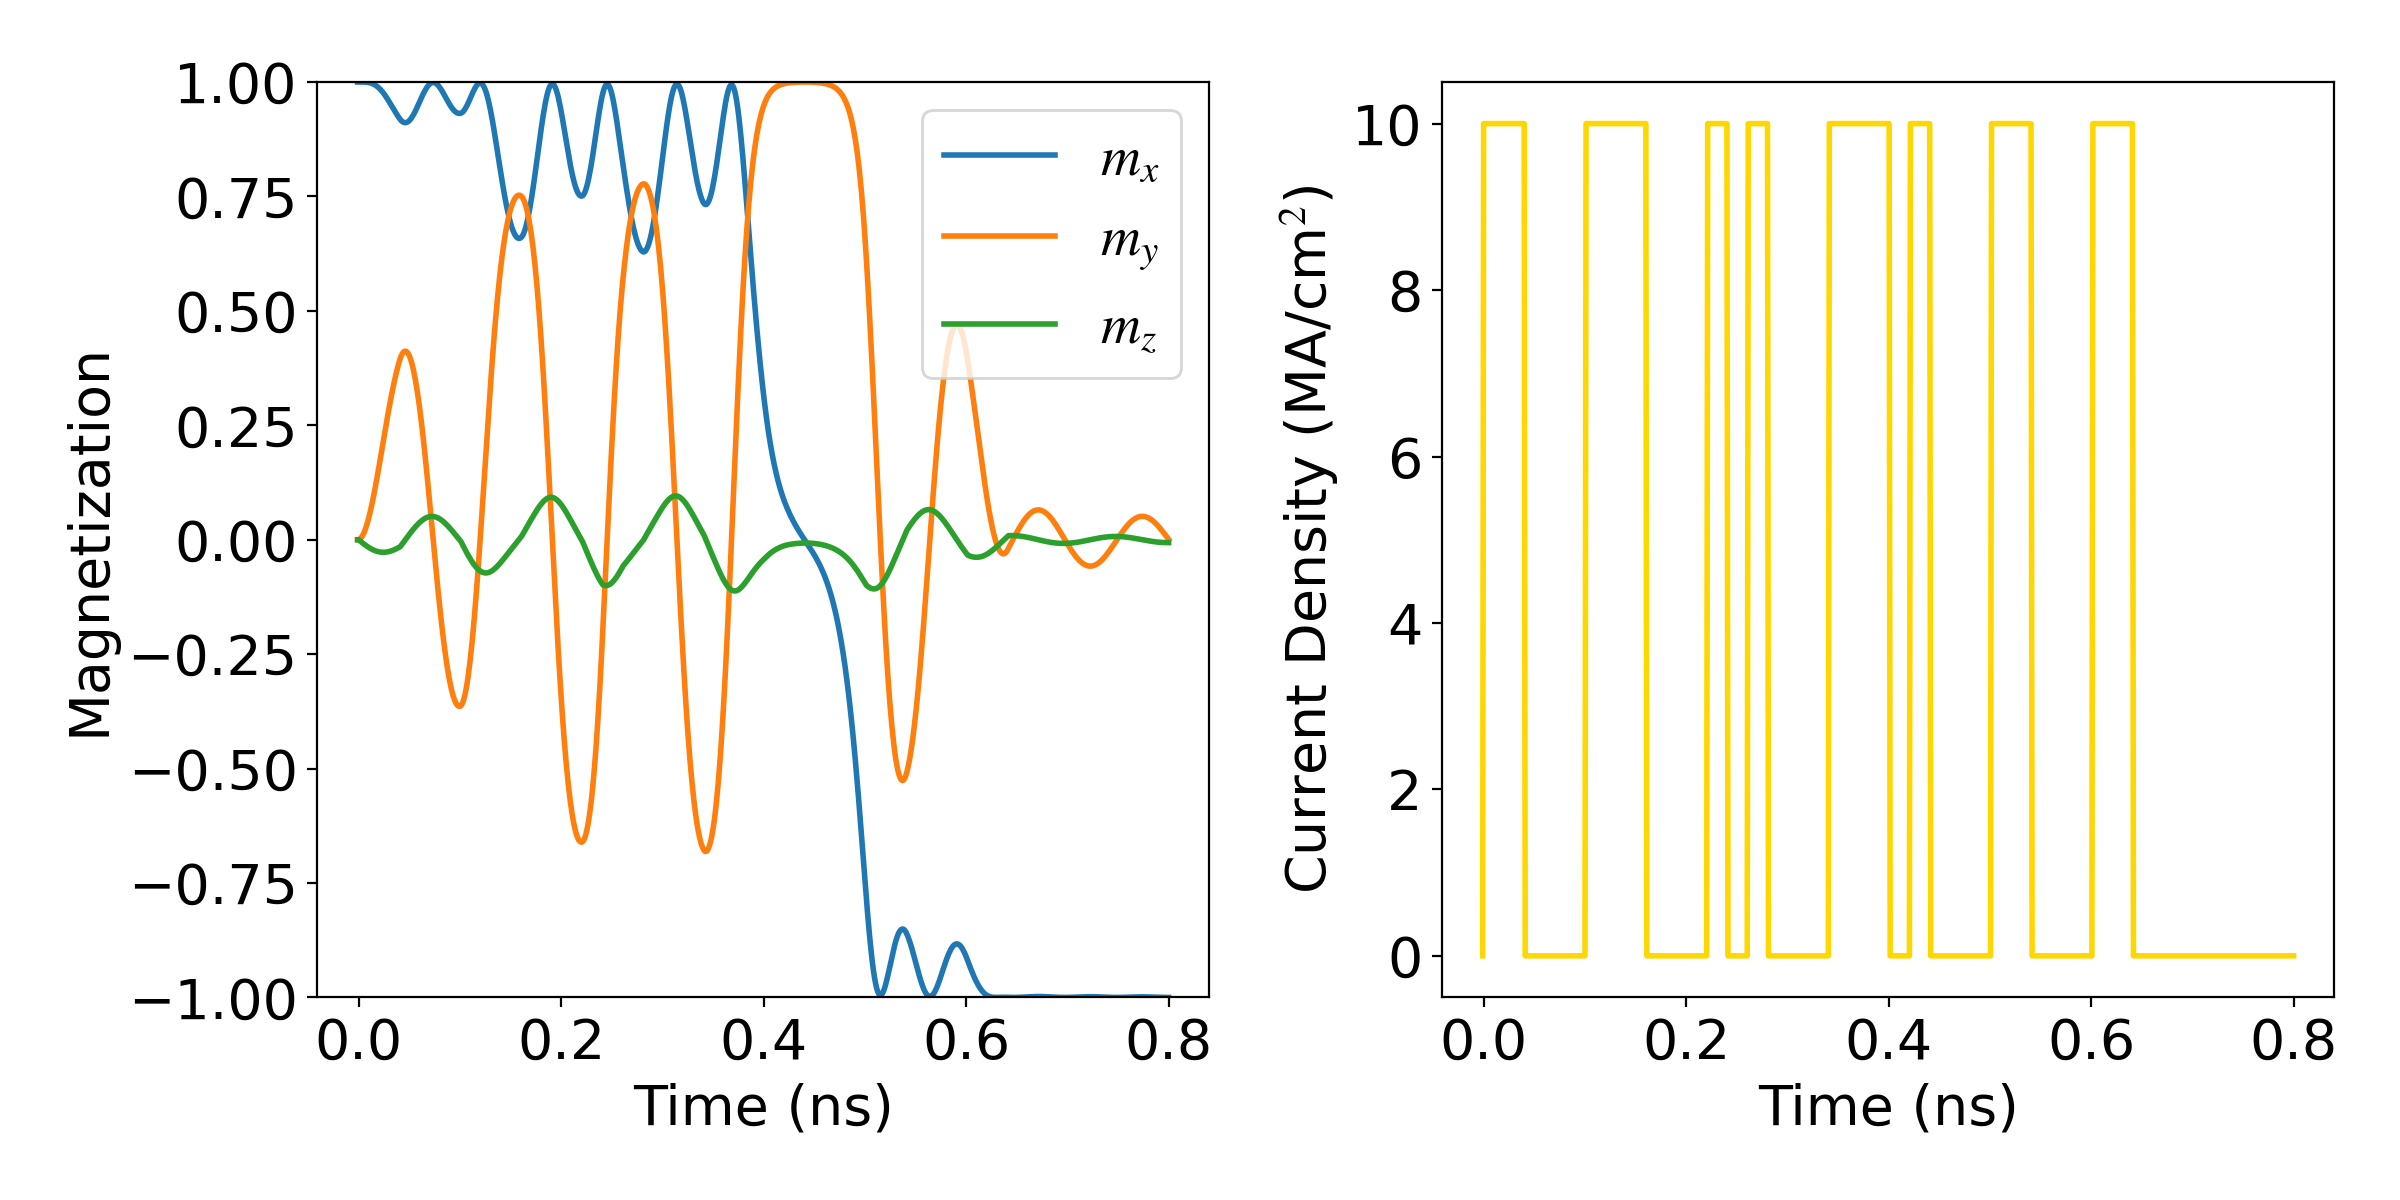 Magnetization
1.00
0.75
0.50
0.25
0.00
−0.25
−0.50
−0.75
−1.00
0.0 0.2 0.4 0.6 0.8
Time (ns)
m_x
m_y
m_z
Current Density (MA/cm²)
10
8
6
4
2
0
0.0 0.2 0.4 0.6 0.8
Time (ns)